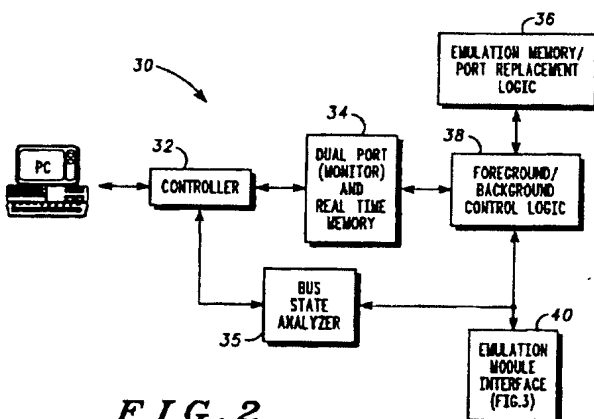 36
EMULATION MEMORY/
PORT REPLACEMENT
LOGIC
30
34
38
32
PC
CONTROLLER
DUAL PORT
(MONITOR)
AND
REAL TIME
MEMORY
FOREGROUND/
BACKGROUND
CONTROL LOGIC
BUS
STATE
AXALYZER
35
40
EMULATION
MODULE
INTERFACE
(FIG.3)
FIG.2